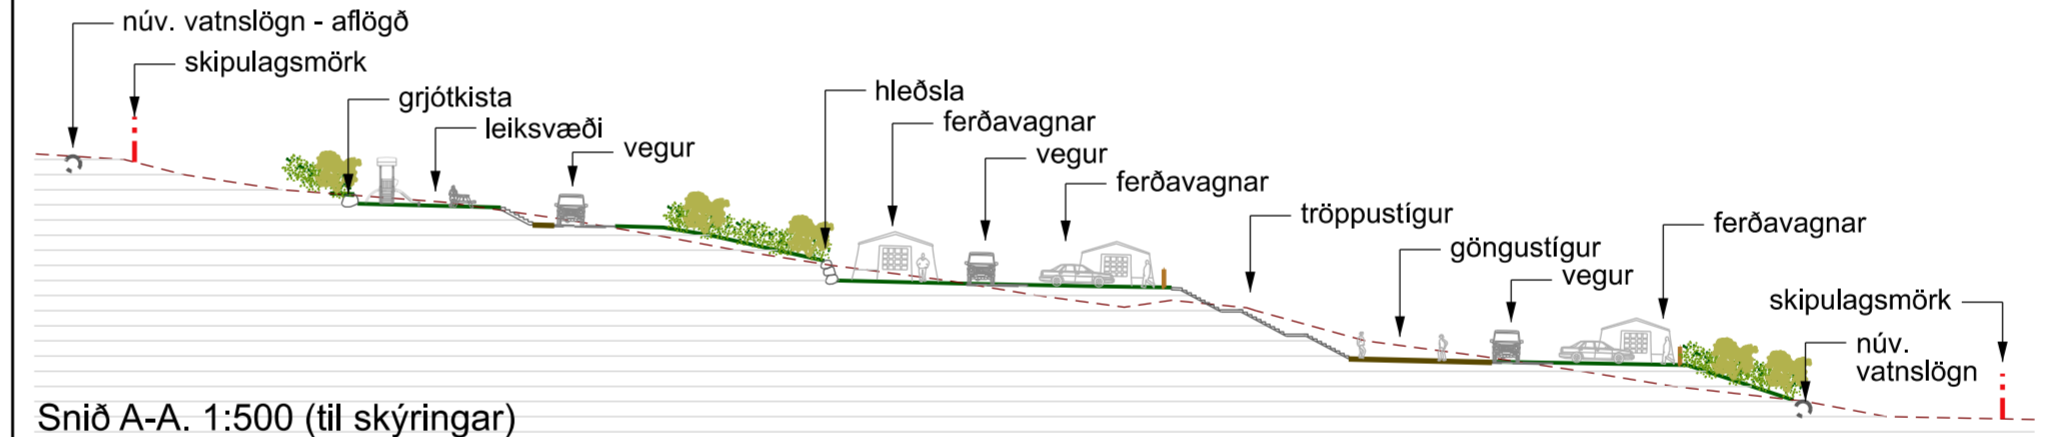 núv. vatnslögn - aflögð
skipulagsmörk
grjótkista
leiksvæði
vegur
hleðsla
ferðavagnar
vegur
ferðavagnar
tröppustígur
göngustígur
vegur
ferðavagnar
skipulagsmörk
núv.
vatnslögn
Snið A-A. 1:500 (til skýringar)